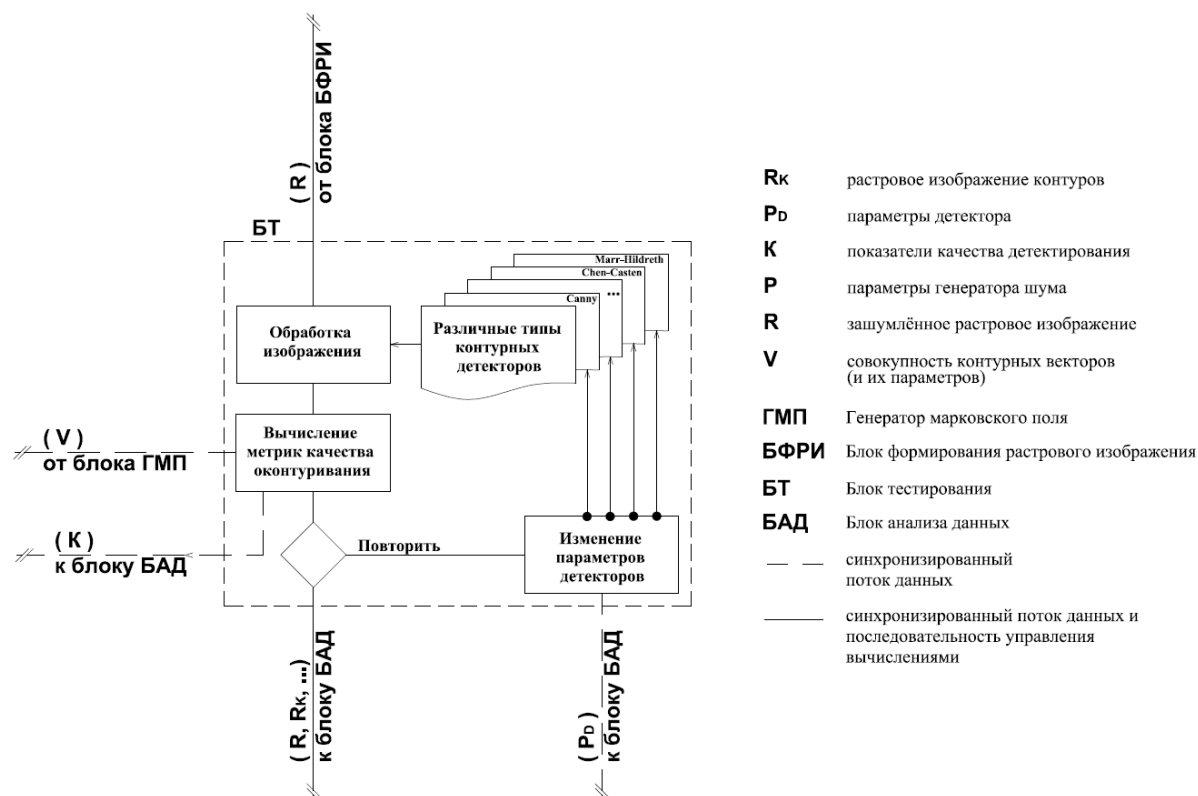 ( R )
от блока БФРИ
БТ
Marr-Hildreth
Chen-Casten
...
Canny
Обработка
изображения
Различные типы
контурных
детекторов
( V )
от блока ГМП
Вычисление
метрик качества
оконтуривания
( К )
к блоку БАД
Повторить
Изменение
параметров
детекторов
( R, RK, ...)
к блоку БАД
( PD )
к блоку БАД
RK растровое изображение контуров
PD параметры детектора
К показатели качества детектирования
P параметры генератора шума
R зашумлённое растровое изображение
V совокупность контурных векторов
(и их параметров)
ГМП Генератор марковского поля
БФРИ Блок формирования растрового изображения
БТ Блок тестирования
БАД Блок анализа данных
синхронизированный
поток данных
синхронизированный поток данных и
последовательность управления
вычислениями